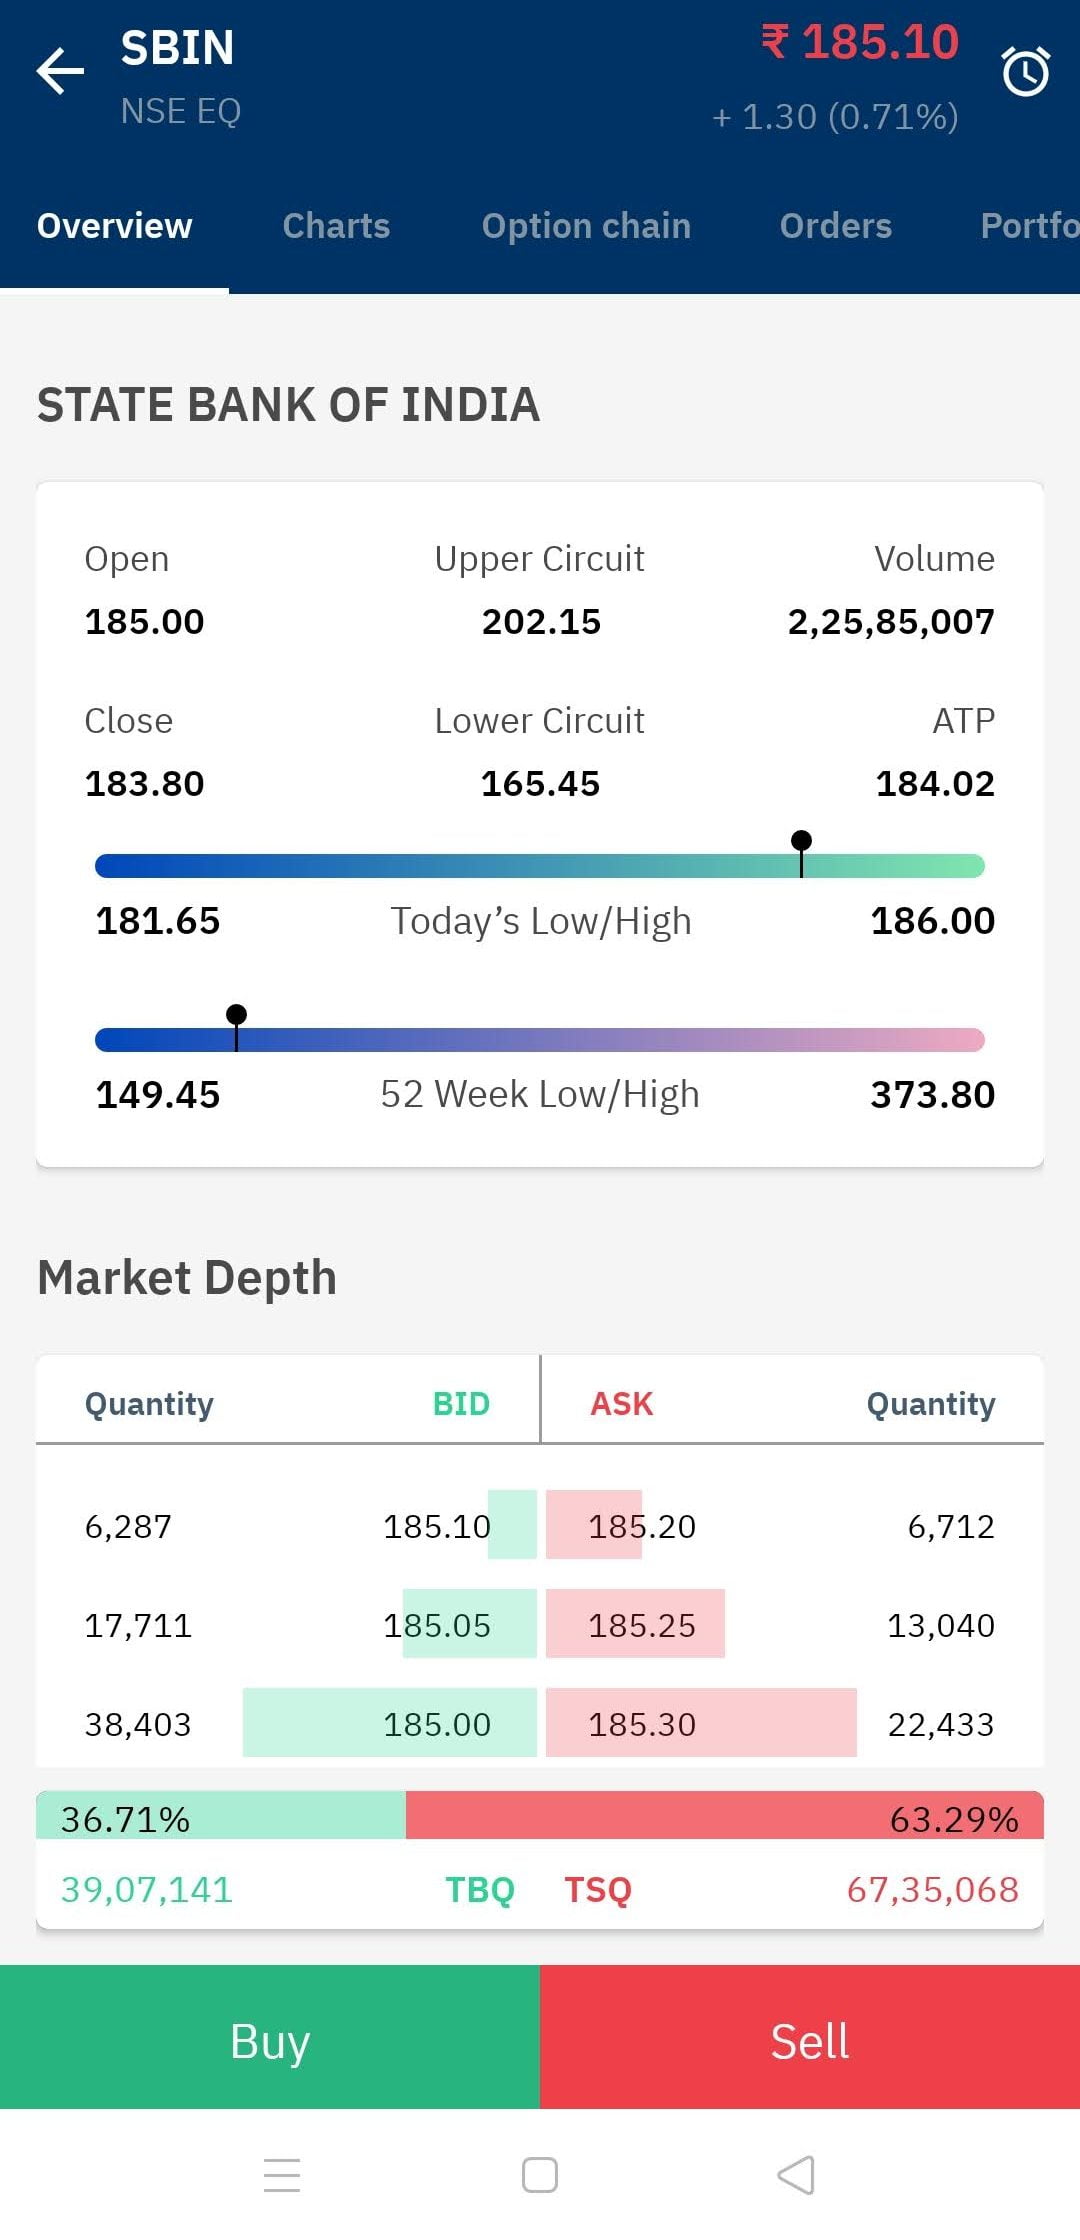 SBIN ₹ 185.10
NSE EQ + 1.30 (0.71%)
Overview Charts Option chain Orders Portfo
STATE BANK OF INDIA
Open Upper Circuit Volume
185.00 202.15 2,25,85,007
Close Lower Circuit ATP
183.80 165.45 184.02
181.65 Today’s Low/High 186.00
149.45 52 Week Low/High 373.80
Market Depth
Quantity BID ASK Quantity
6,287 185.10 185.20 6,712
17,711 185.05 185.25 13,040
38,403 185.00 185.30 22,433
36.71% 63.29%
39,07,141 TBQ TSQ 67,35,068
Buy Sell